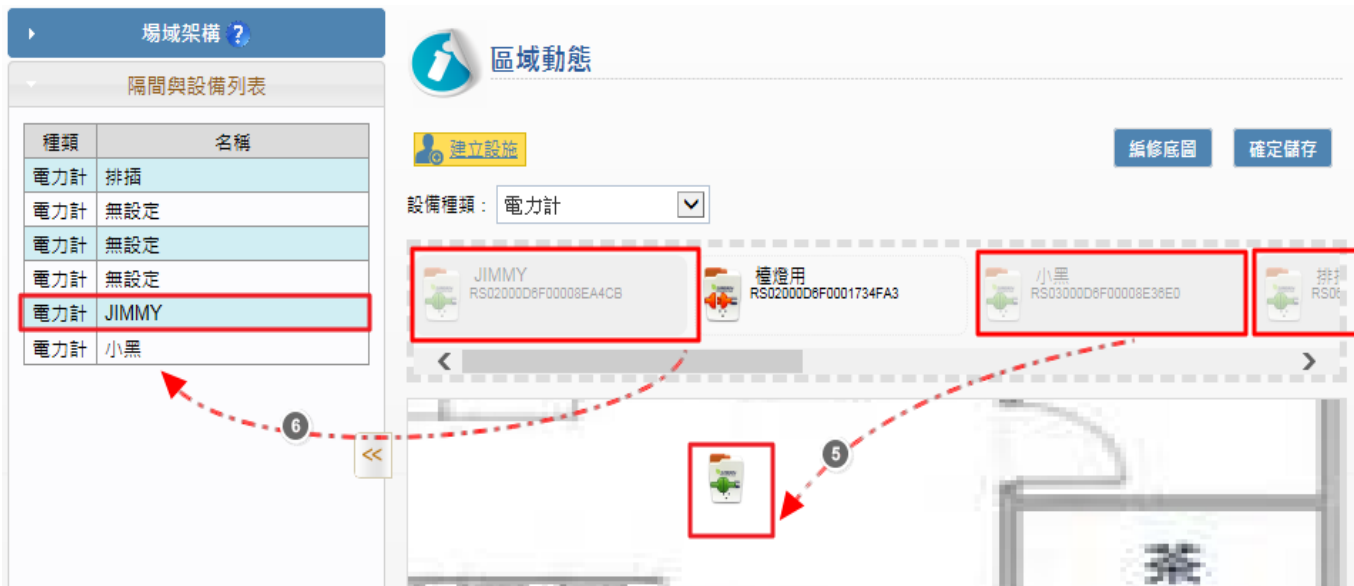 場域架構 ?
隔間與設備列表
種類 名稱
電力計 排插
電力計 無設定
電力計 無設定
電力計 無設定
電力計 JIMMY
電力計 小黑
區域動態
建立設施
編修底圖 確定儲存
設備種類： 電力計
JIMMY
RS02000D6F00008EA4CB
檯燈用
RS02000D6F0001734FA3
小黑
RS03000D6F00008E36E0
排
6
<<
5
茶